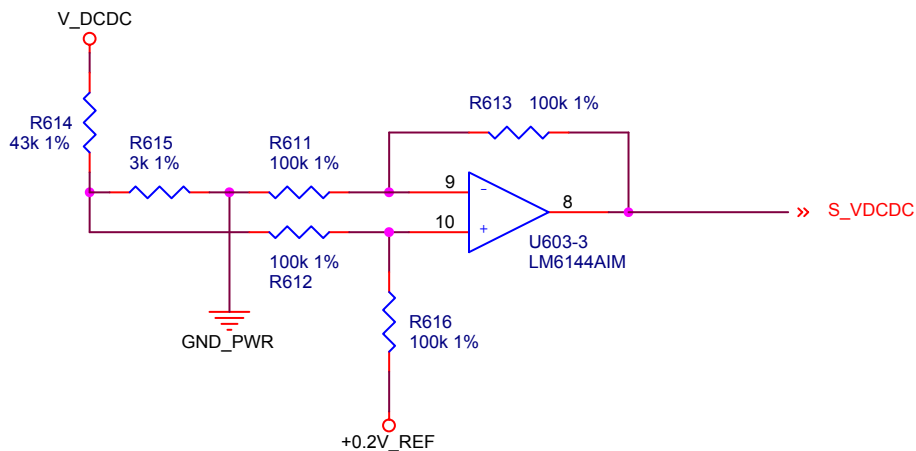 V_DCDC
R613 100k 1%
R614
43k 1%
R615
3k 1%
R611
100k 1%
9
-
8
S_VDCDC
10
+
U603-3
LM6144AIM
100k 1%
R612
R616
100k 1%
GND_PWR
+0.2V_REF